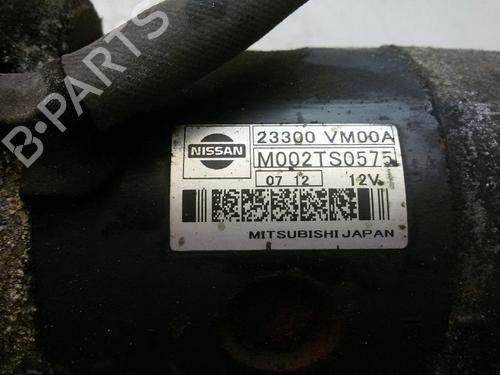 NISSAN
23300 VM00A
M002TS0575
07 12 12V
MITSUBISHI JAPAN
B-PARTS